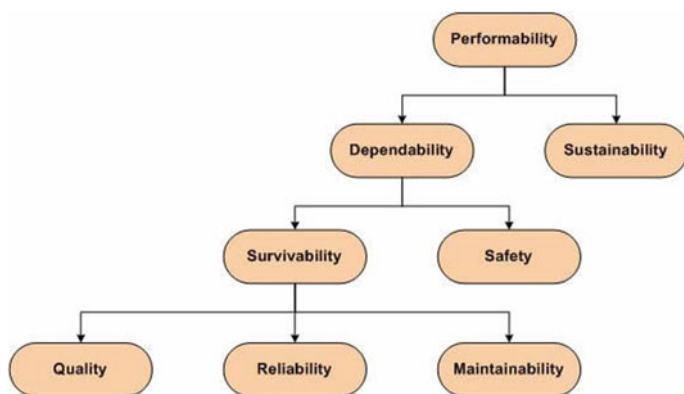 Performability
Dependability
Sustainability
Survivability
Safety
Quality
Reliability
Maintainability